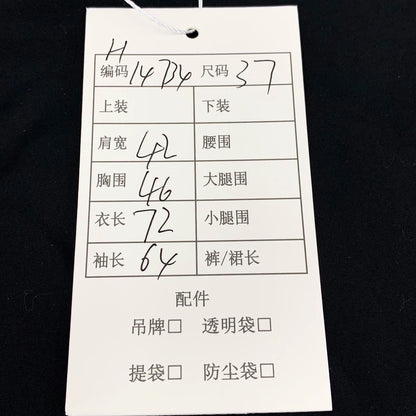 H
编码 14734 尺码 37
上装 下装
肩宽 42 腰围
胸围 46 大腿围
衣长 72 小腿围
袖长 64 裤/裙长
配件
吊牌□ 透明袋□
提袋□ 防尘袋□